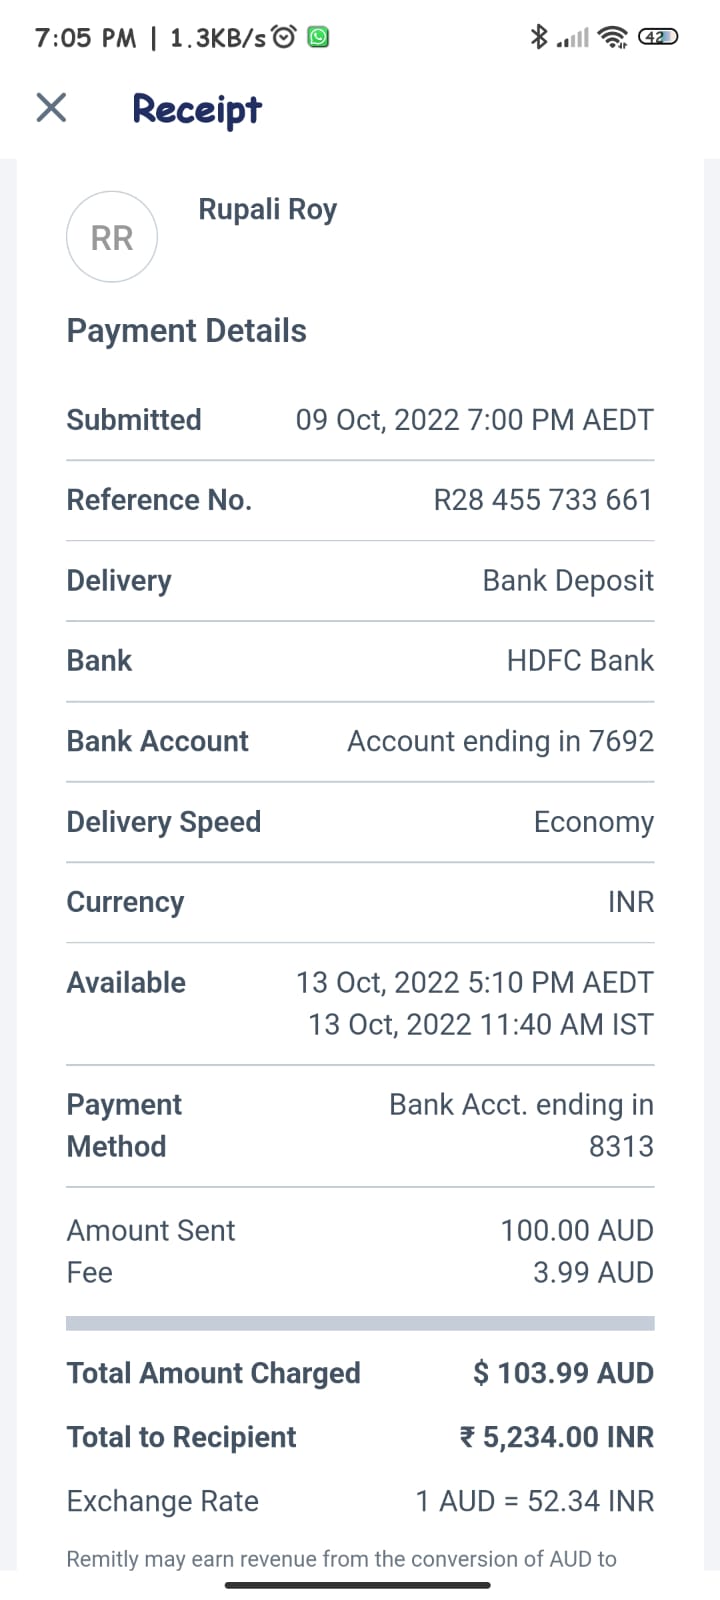 7:05 PM | 1.3KB/s
42
Receipt
RR
Rupali Roy
Payment Details
Submitted 09 Oct, 2022 7:00 PM AEDT
Reference No. R28 455 733 661
Delivery Bank Deposit
Bank HDFC Bank
Bank Account Account ending in 7692
Delivery Speed Economy
Currency INR
Available 13 Oct, 2022 5:10 PM AEDT
13 Oct, 2022 11:40 AM IST
Payment Bank Acct. ending in
Method 8313
Amount Sent 100.00 AUD
Fee 3.99 AUD
Total Amount Charged $ 103.99 AUD
Total to Recipient ₹ 5,234.00 INR
Exchange Rate 1 AUD = 52.34 INR
Remitly may earn revenue from the conversion of AUD to